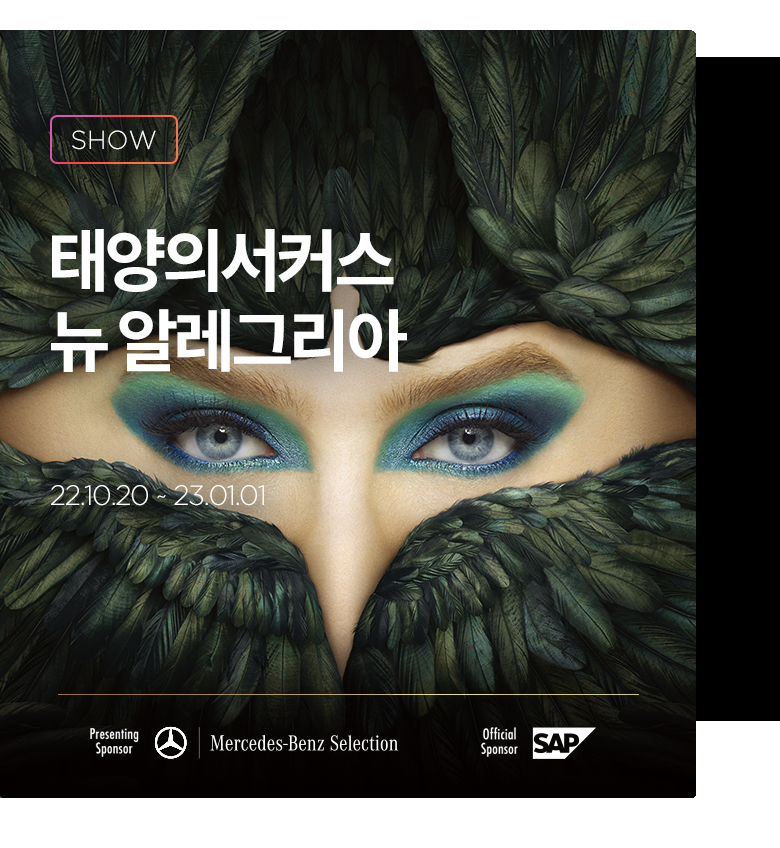 SHOW
태양의서커스
뉴 알레그리아
22.10.20 ~ 23.01.01
Presenting
Sponsor
Mercedes-Benz Selection
Official
Sponsor
SAP